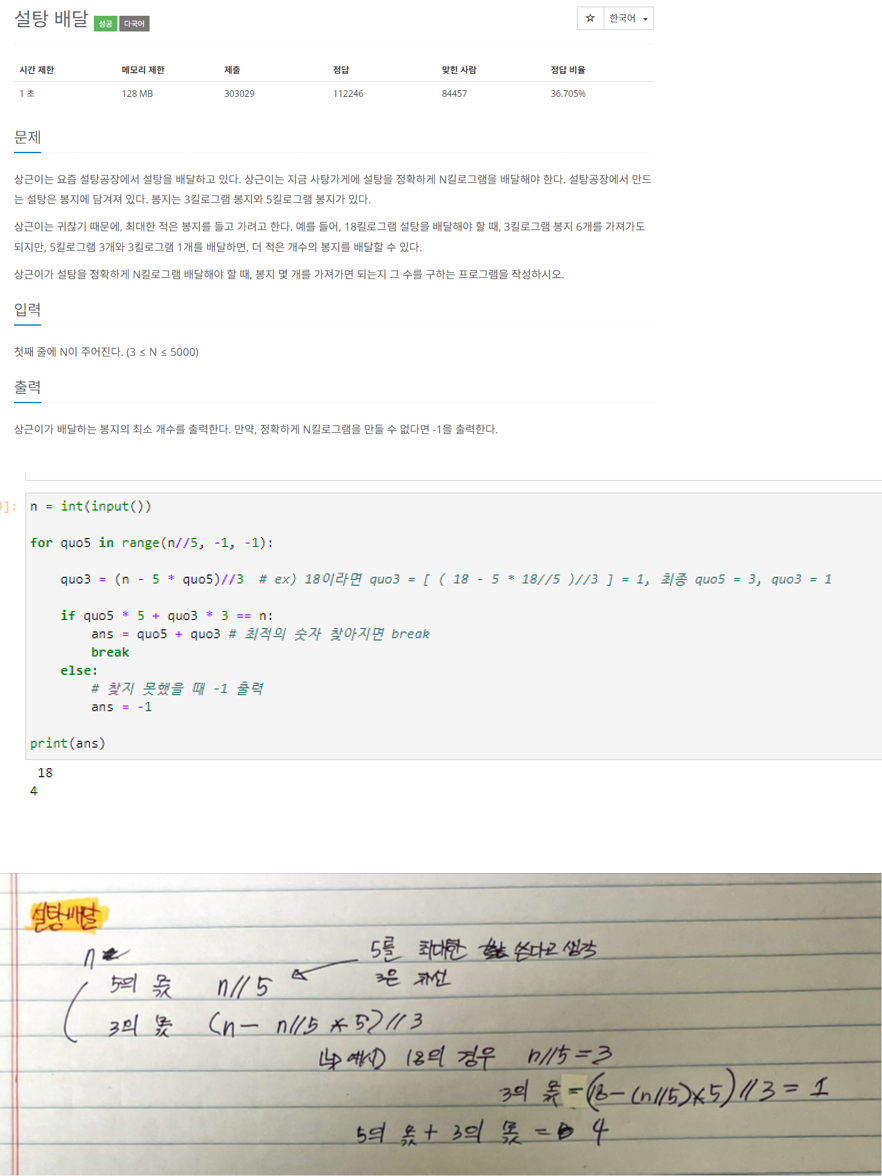 설탕 배달 성공 다국어
☆ 한국어
시간 제한 메모리 제한 제출 정답 맞힌 사람 정답 비율
1 초 128 MB 303029 112246 84457 36.705%
문제
상근이는 요즘 설탕공장에서 설탕을 배달하고 있다. 상근이는 지금 사탕가게에 설탕을 정확하게 N킬로그램을 배달해야 한다. 설탕공장에서 만드
는 설탕은 봉지에 담겨져 있다. 봉지는 3킬로그램 봉지와 5킬로그램 봉지가 있다.
상근이는 귀찮기 때문에, 최대한 적은 봉지를 들고 가려고 한다. 예를 들어, 18킬로그램 설탕을 배달해야 할 때, 3킬로그램 봉지 6개를 가져가도
되지만, 5킬로그램 3개와 3킬로그램 1개를 배달하면, 더 적은 개수의 봉지를 배달할 수 있다.
상근이가 설탕을 정확하게 N킬로그램 배달해야 할 때, 봉지 몇 개를 가져가면 되는지 그 수를 구하는 프로그램을 작성하시오.
입력
첫째 줄에 N이 주어진다. (3 ≤ N ≤ 5000)
출력
상근이가 배달하는 봉지의 최소 개수를 출력한다. 만약, 정확하게 N킬로그램을 만들 수 없다면 -1을 출력한다.
]: n = int(input())
for quo5 in range(n//5, -1, -1):
quo3 = (n - 5 * quo5)//3 # ex) 18이라면 quo3 = [ ( 18 - 5 * 18//5 )//3 ] = 1, 최종 quo5 = 3, quo3 = 1
if quo5 * 5 + quo3 * 3 == n:
ans = quo5 + quo3 # 최적의 숫자 찾아지면 break
break
else:
# 찾지 못했을 때 -1 출력
ans = -1
print(ans)
18
4
설탕배달
n
5를 최대한 쓴다고 생각
5의 몫 n//5
3은 차선
3의 몫 (n - n//5 * 5)//3
예시) 18의 경우 n//5 = 3
3의 몫 = (18 - (n//5)*5)//3 = 1
5의 몫 + 3의 몫 = 4